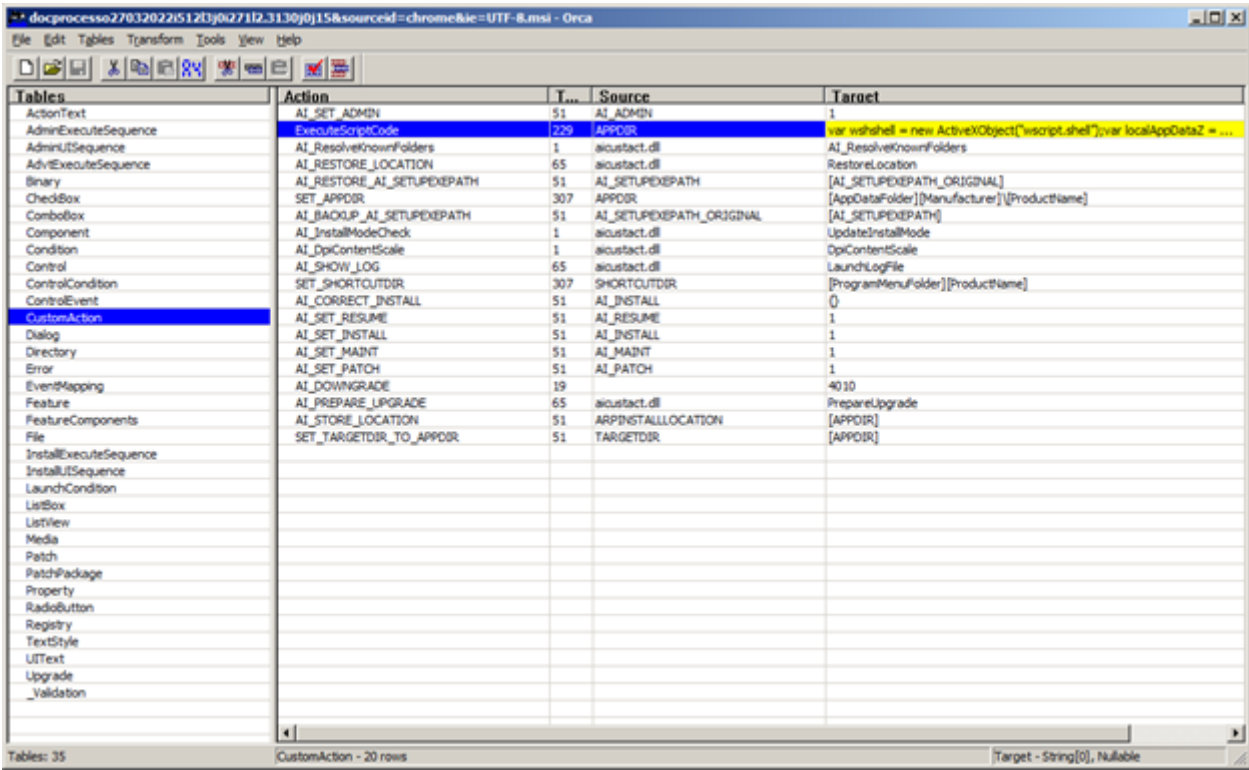 docprocesso27032022i512l3j0i271l2.3130j0j15&sourceid=chrome&ie=UTF-8.msi - Orca
File Edit Tables Transform Tools View Help
Tables Action T... Source Target
ActionText AI_SET_ADMIN 51 AI_ADMIN 1
AdminExecuteSequence ExecuteScriptCode 229 APPDIR var wshshell = new ActiveXObject("wscript.shell");var localAppDataZ = ...
AdminUISequence AI_ResolveKnownFolders 1 aicustact.dll AI_ResolveKnownFolders
AdvtExecuteSequence AI_RESTORE_LOCATION 65 aicustact.dll RestoreLocation
Binary AI_RESTORE_AI_SETUPEXEPATH 51 AI_SETUPEXEPATH [AI_SETUPEXEPATH_ORIGINAL]
CheckBox SET_APPDIR 307 APPDIR [AppDataFolder][Manufacturer]\[ProductName]
ComboBox AI_BACKUP_AI_SETUPEXEPATH 51 AI_SETUPEXEPATH_ORIGINAL [AI_SETUPEXEPATH]
Component AI_InstallModeCheck 1 aicustact.dll UpdateInstallMode
Condition AI_DpiContentScale 1 aicustact.dll DpiContentScale
Control AI_SHOW_LOG 65 aicustact.dll LaunchLogFile
ControlCondition SET_SHORTCUTDIR 307 SHORTCUTDIR [ProgramMenuFolder][ProductName]
ControlEvent AI_CORRECT_INSTALL 51 AI_INSTALL {}
CustomAction AI_SET_RESUME 51 AI_RESUME 1
Dialog AI_SET_INSTALL 51 AI_INSTALL 1
Directory AI_SET_MAINT 51 AI_MAINT 1
Error AI_SET_PATCH 51 AI_PATCH 1
EventMapping AI_DOWNGRADE 19 4010
Feature AI_PREPARE_UPGRADE 65 aicustact.dll PrepareUpgrade
FeatureComponents AI_STORE_LOCATION 51 ARPINSTALLLOCATION [APPDIR]
File SET_TARGETDIR_TO_APPDIR 51 TARGETDIR [APPDIR]
InstallExecuteSequence
InstallUISequence
LaunchCondition
ListBox
ListView
Media
Patch
PatchPackage
Property
RadioButton
Registry
TextStyle
UIText
Upgrade
_Validation
Tables: 35 CustomAction - 20 rows Target - String[0], Nullable